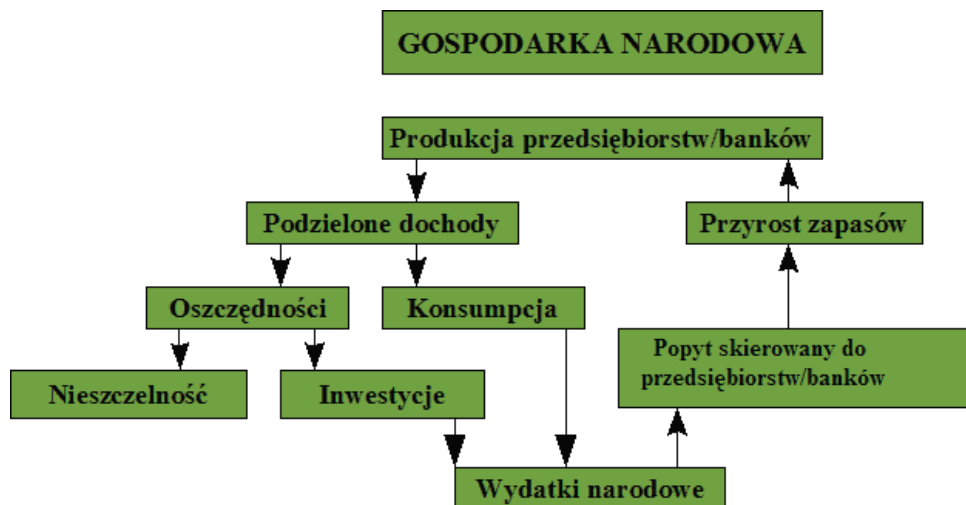 GOSPODARKA NARODOWA
Produkcja przedsiębiorstw/banków
Podzielone dochody
Przyrost zapasów
Oszczędności
Konsumpcja
Popyt skierowany do
przedsiębiorstw/banków
Nieszczelność
Inwestycje
Wydatki narodowe